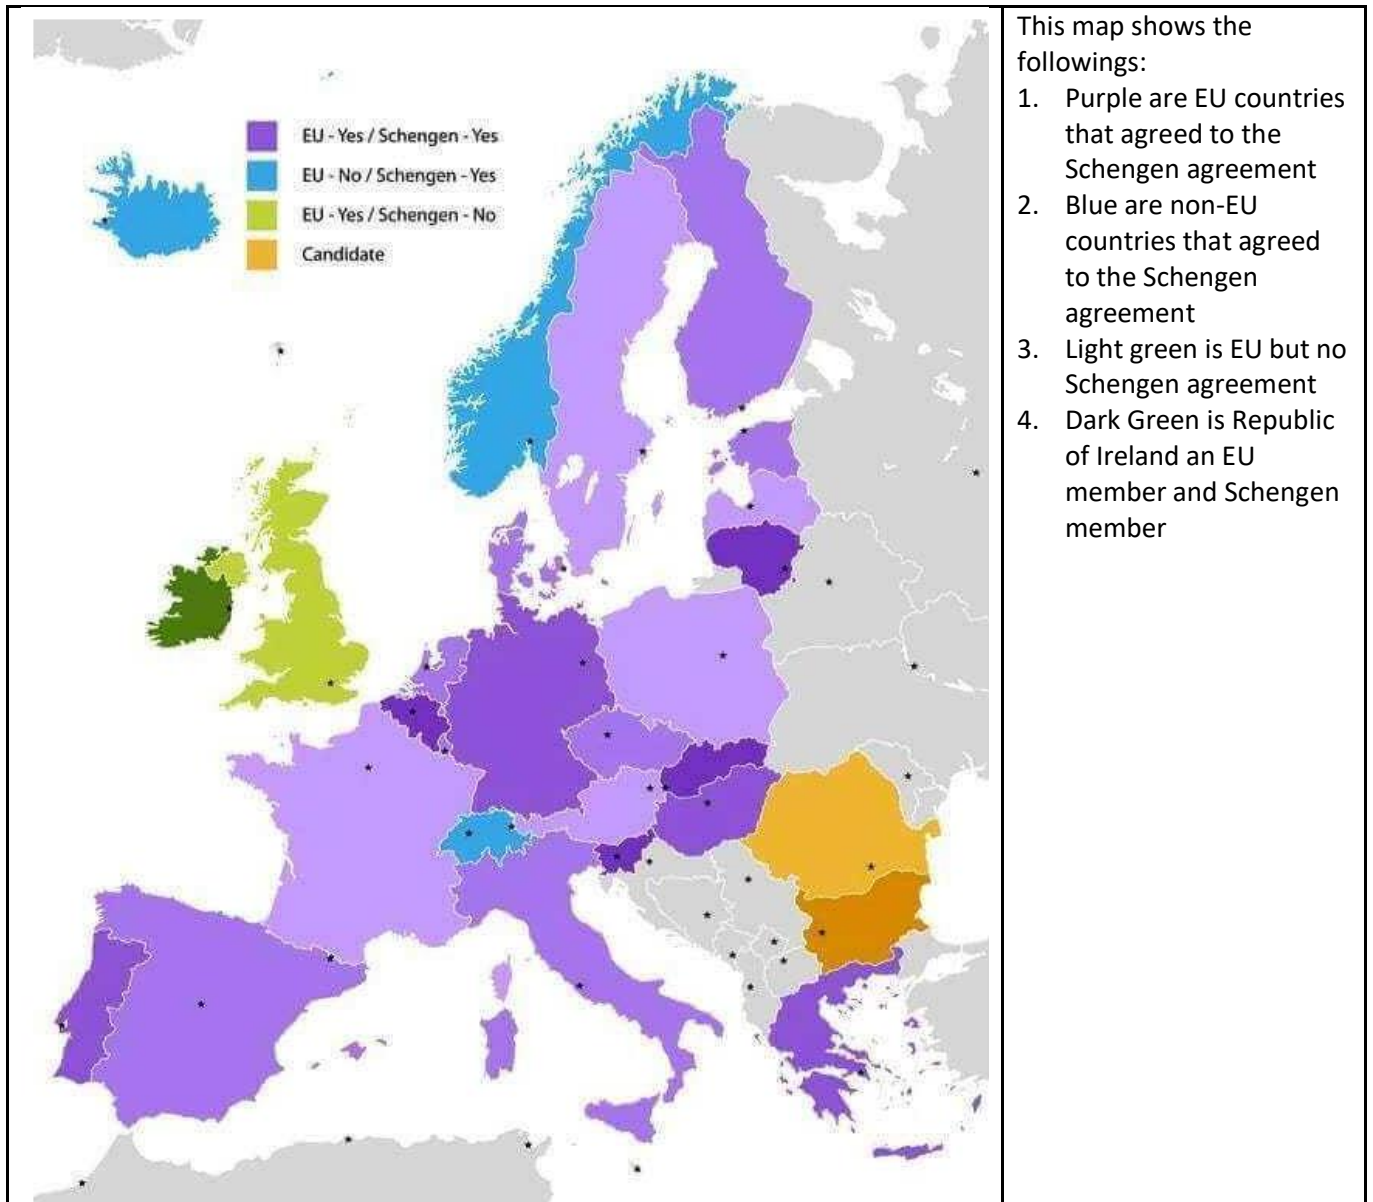 EU - Yes / Schengen - Yes
EU - No / Schengen - Yes
EU - Yes / Schengen - No
Candidate
This map shows the
followings:
1. Purple are EU countries
that agreed to the
Schengen agreement
2. Blue are non-EU
countries that agreed
to the Schengen
agreement
3. Light green is EU but no
Schengen agreement
4. Dark Green is Republic
of Ireland an EU
member and Schengen
member